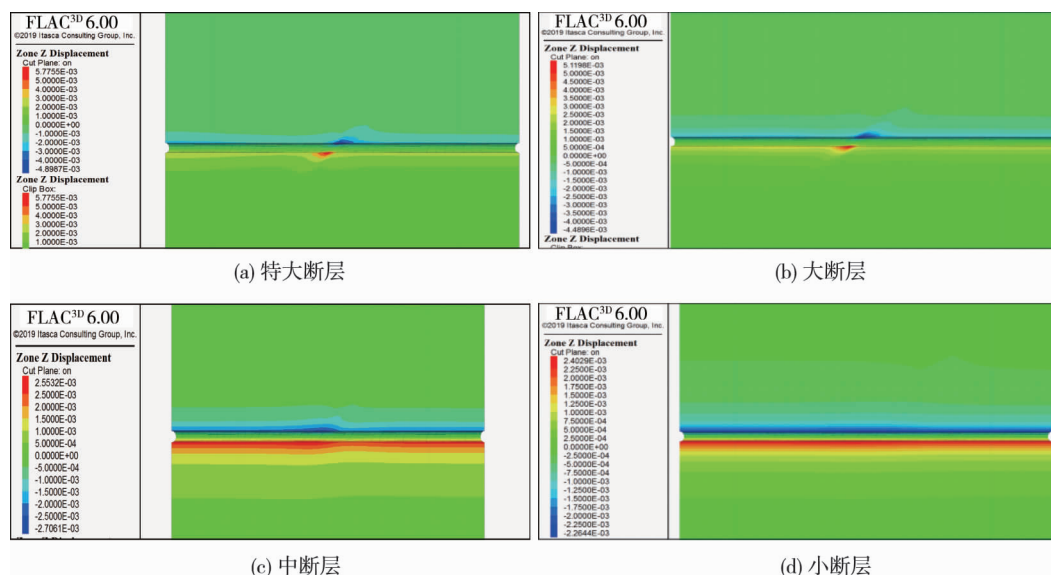 FLAC3D 6.00
©2019 Itasca Consulting Group, Inc.
Zone Z Displacement
Cut Plane: on
5.7755E-03
5.0000E-03
4.0000E-03
3.0000E-03
2.0000E-03
1.0000E-03
0.0000E+00
-1.0000E-03
-2.0000E-03
-3.0000E-03
-4.0000E-03
-4.8987E-03
Zone Z Displacement
Clip Box:
5.7755E-03
5.0000E-03
4.0000E-03
3.0000E-03
2.0000E-03
1.0000E-03
(a) 特大断层
FLAC3D 6.00
©2019 Itasca Consulting Group, Inc.
Zone Z Displacement
Cut Plane: on
5.1198E-03
5.0000E-03
4.5000E-03
4.0000E-03
3.5000E-03
3.0000E-03
2.5000E-03
2.0000E-03
1.5000E-03
1.0000E-03
5.0000E-04
0.0000E+00
-5.0000E-04
-1.0000E-03
-1.5000E-03
-2.0000E-03
-2.5000E-03
-3.0000E-03
-3.5000E-03
-4.0000E-03
-4.4896E-03
Zone Z Displacement
(b) 大断层
FLAC3D 6.00
©2019 Itasca Consulting Group, Inc.
Zone Z Displacement
Cut Plane: on
2.5532E-03
2.5000E-03
2.0000E-03
1.5000E-03
1.0000E-03
5.0000E-04
0.0000E+00
-5.0000E-04
-1.0000E-03
-1.5000E-03
-2.0000E-03
-2.5000E-03
-2.7061E-03
(c) 中断层
FLAC3D 6.00
©2019 Itasca Consulting Group, Inc.
Zone Z Displacement
Cut Plane: on
2.4029E-03
2.2500E-03
2.0000E-03
1.7500E-03
1.5000E-03
1.2500E-03
1.0000E-03
7.5000E-04
5.0000E-04
2.5000E-04
0.0000E+00
-2.5000E-04
-5.0000E-04
-7.5000E-04
-1.0000E-03
-1.2500E-03
-1.5000E-03
-1.7500E-03
-2.0000E-03
-2.2500E-03
-2.2644E-03
(d) 小断层